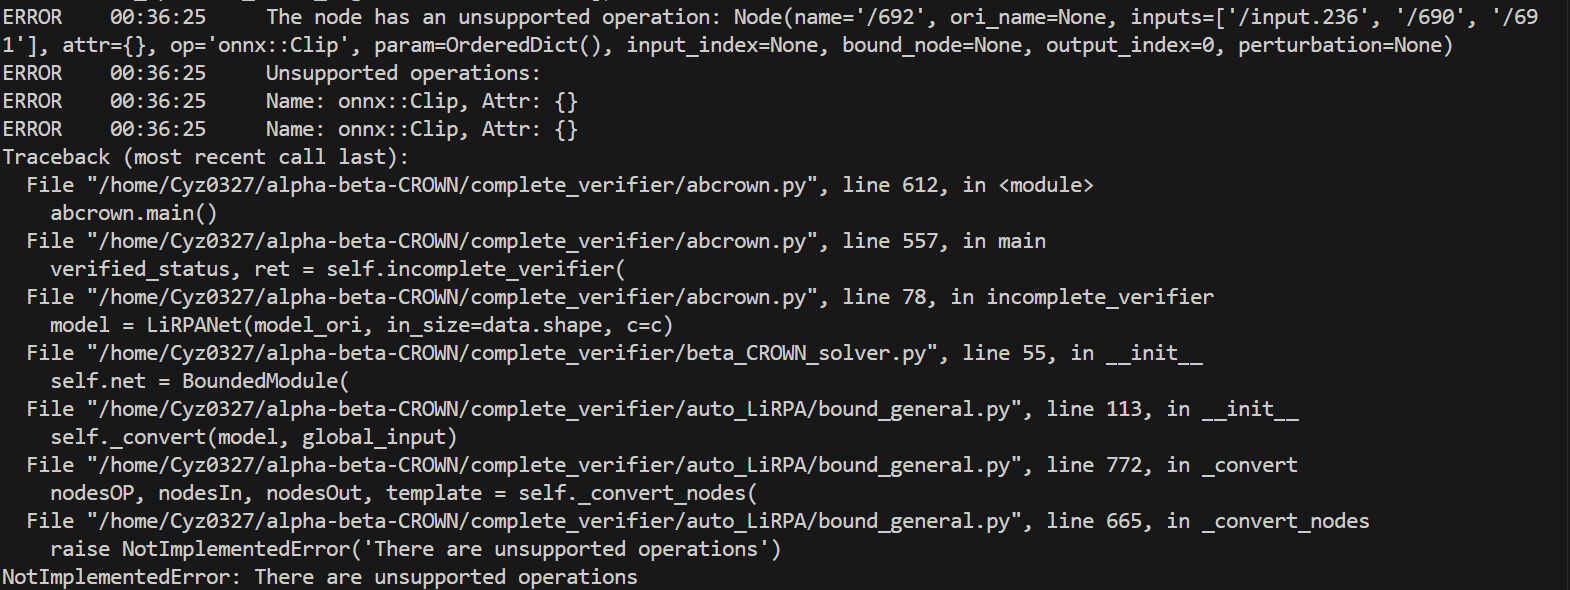 ERROR    00:36:25     The node has an unsupported operation: Node(name='/692', ori_name=None, inputs=['/input.236', '/690', '/69
1'], attr={}, op='onnx::Clip', param=OrderedDict(), input_index=None, bound_node=None, output_index=0, perturbation=None)
ERROR    00:36:25     Unsupported operations:
ERROR    00:36:25     Name: onnx::Clip, Attr: {}
ERROR    00:36:25     Name: onnx::Clip, Attr: {}
Traceback (most recent call last):
  File "/home/Cyz0327/alpha-beta-CROWN/complete_verifier/abcrown.py", line 612, in <module>
    abcrown.main()
  File "/home/Cyz0327/alpha-beta-CROWN/complete_verifier/abcrown.py", line 557, in main
    verified_status, ret = self.incomplete_verifier(
  File "/home/Cyz0327/alpha-beta-CROWN/complete_verifier/abcrown.py", line 78, in incomplete_verifier
    model = LiRPANet(model_ori, in_size=data.shape, c=c)
  File "/home/Cyz0327/alpha-beta-CROWN/complete_verifier/beta_CROWN_solver.py", line 55, in __init__
    self.net = BoundedModule(
  File "/home/Cyz0327/alpha-beta-CROWN/complete_verifier/auto_LiRPA/bound_general.py", line 113, in __init__
    self._convert(model, global_input)
  File "/home/Cyz0327/alpha-beta-CROWN/complete_verifier/auto_LiRPA/bound_general.py", line 772, in _convert
    nodesOP, nodesIn, nodesOut, template = self._convert_nodes(
  File "/home/Cyz0327/alpha-beta-CROWN/complete_verifier/auto_LiRPA/bound_general.py", line 665, in _convert_nodes
    raise NotImplementedError('There are unsupported operations')
NotImplementedError: There are unsupported operations